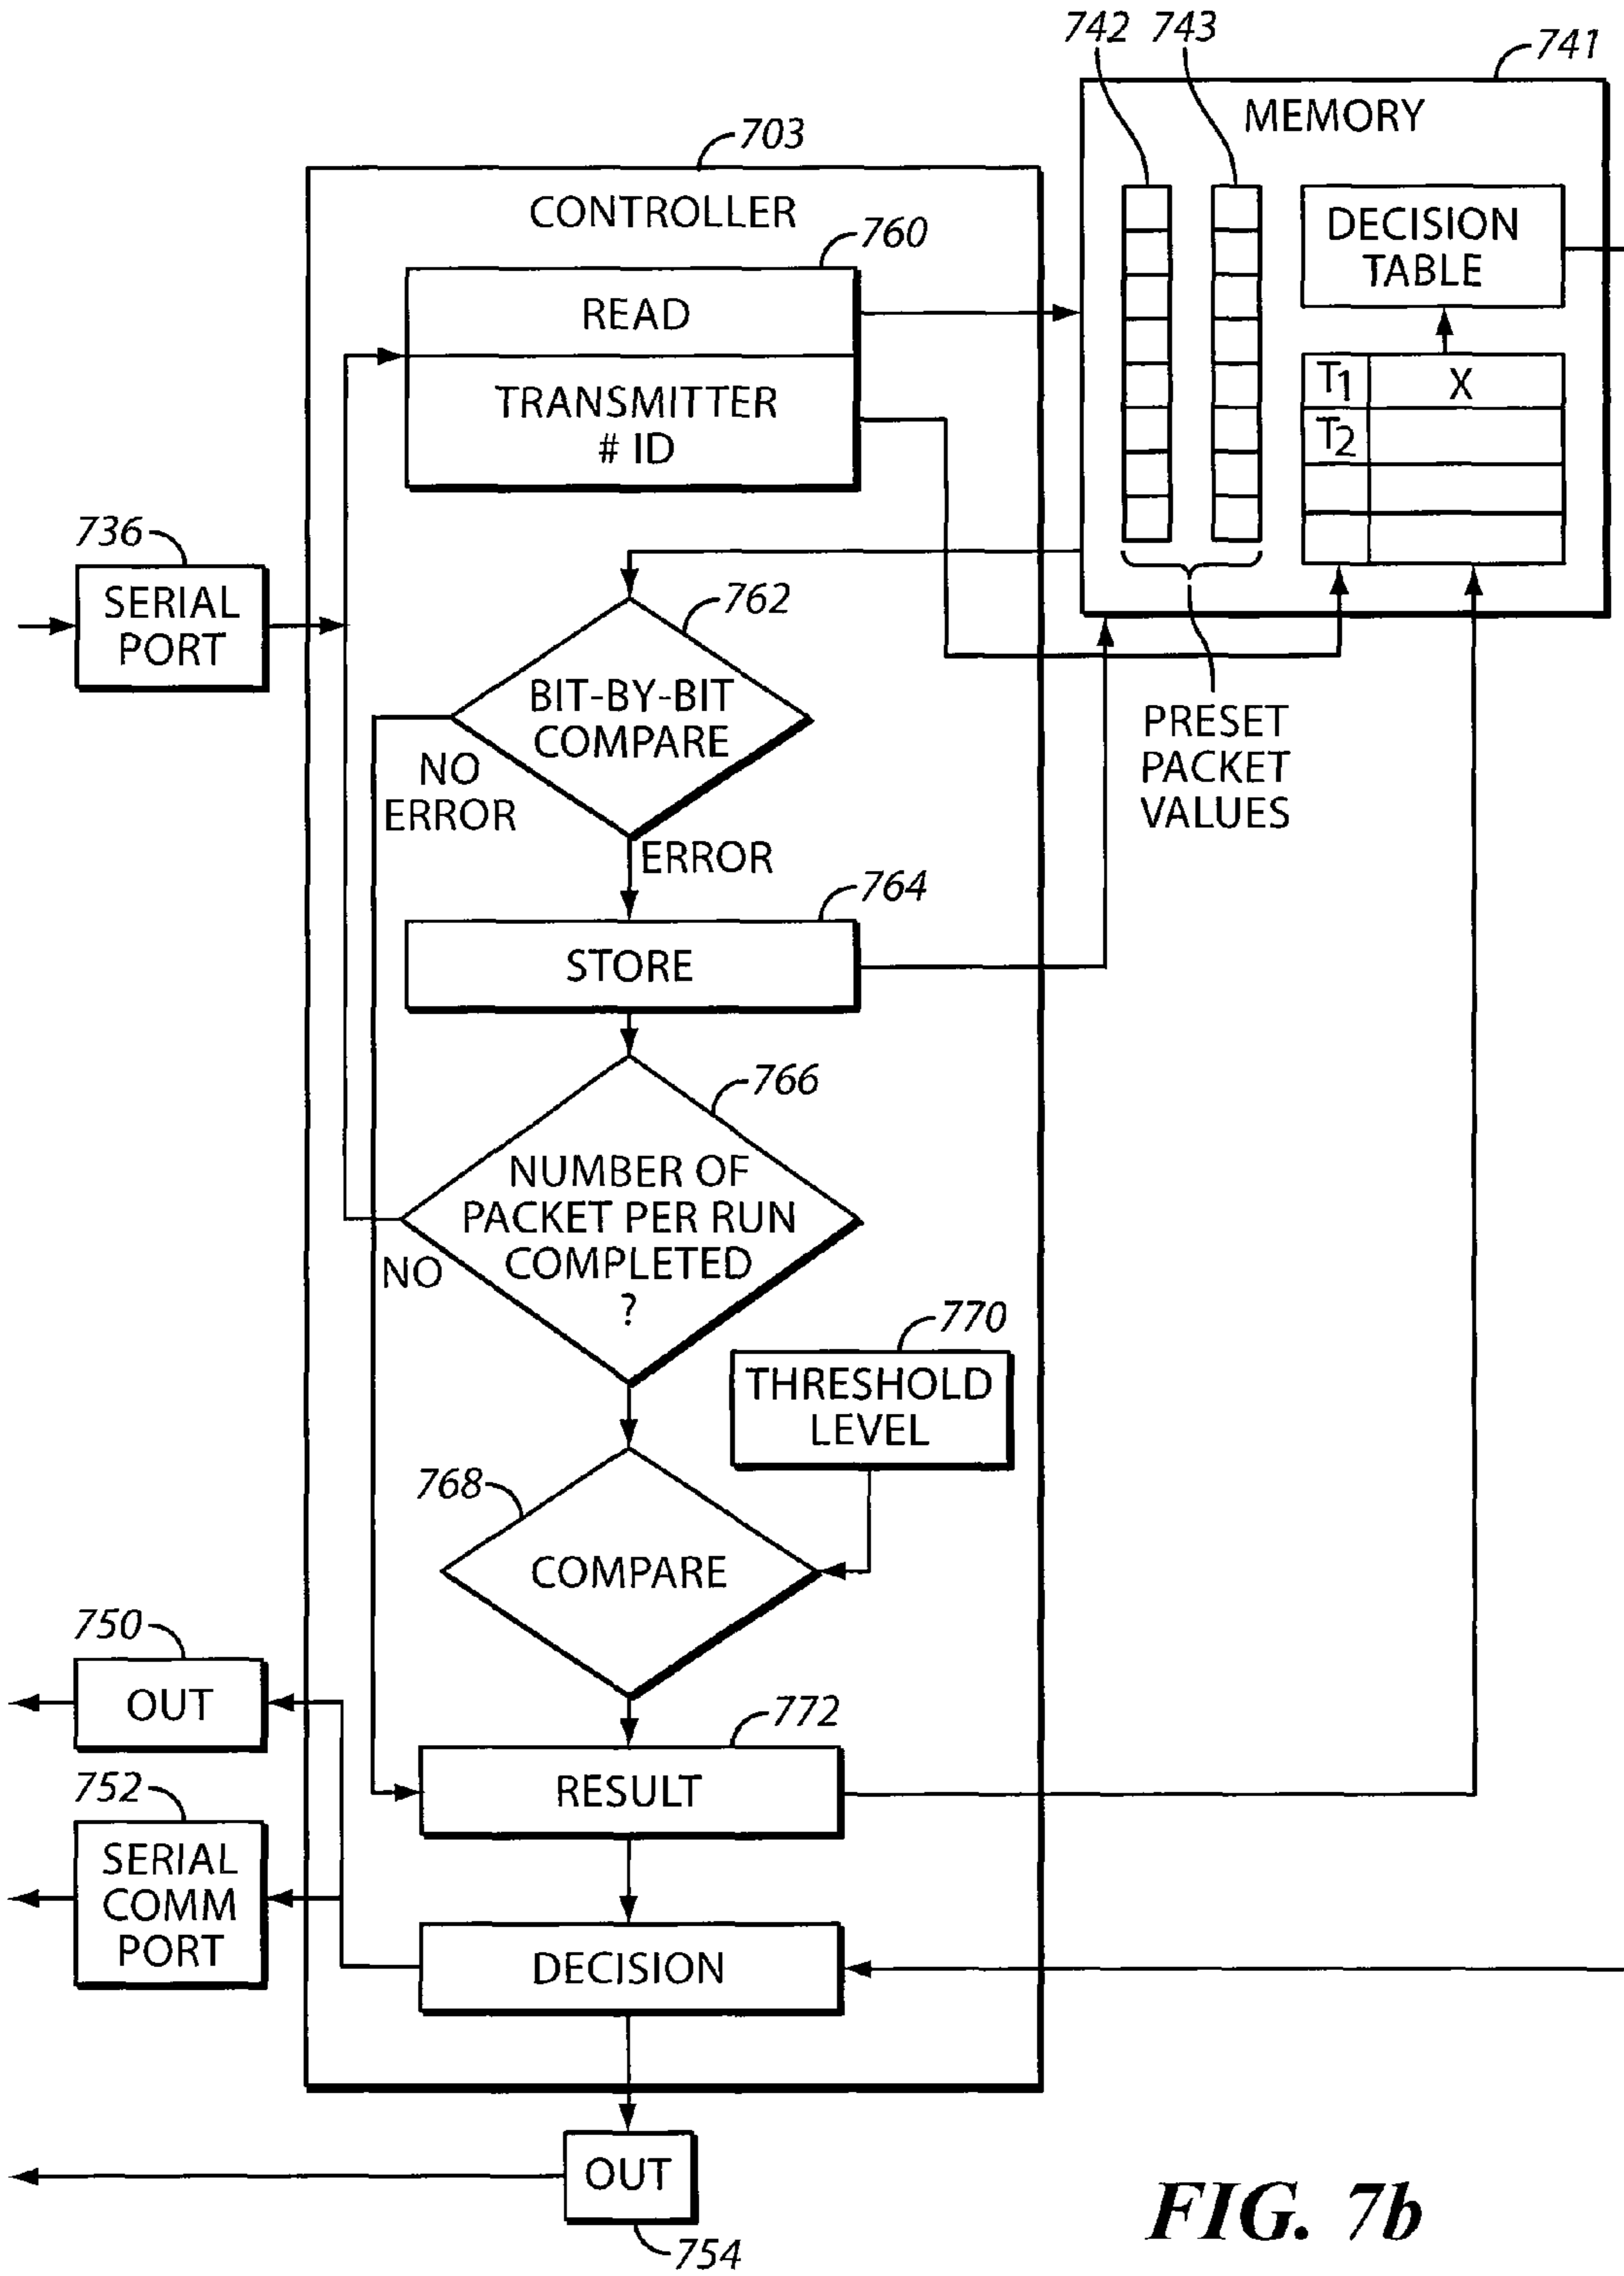 742 743
741
MEMORY
703
CONTROLLER
760
DECISION
TABLE
READ
T1 X
TRANSMITTER
# ID
T2
736
SERIAL
PORT
762
BIT-BY-BIT
COMPARE
PRESET
PACKET
VALUES
NO
ERROR
ERROR
764
STORE
766
NUMBER OF
PACKET PER RUN
COMPLETED
?
NO
770
THRESHOLD
LEVEL
768
COMPARE
750
OUT
772
RESULT
752
SERIAL
COMM
PORT
DECISION
OUT
754
FIG. 7b